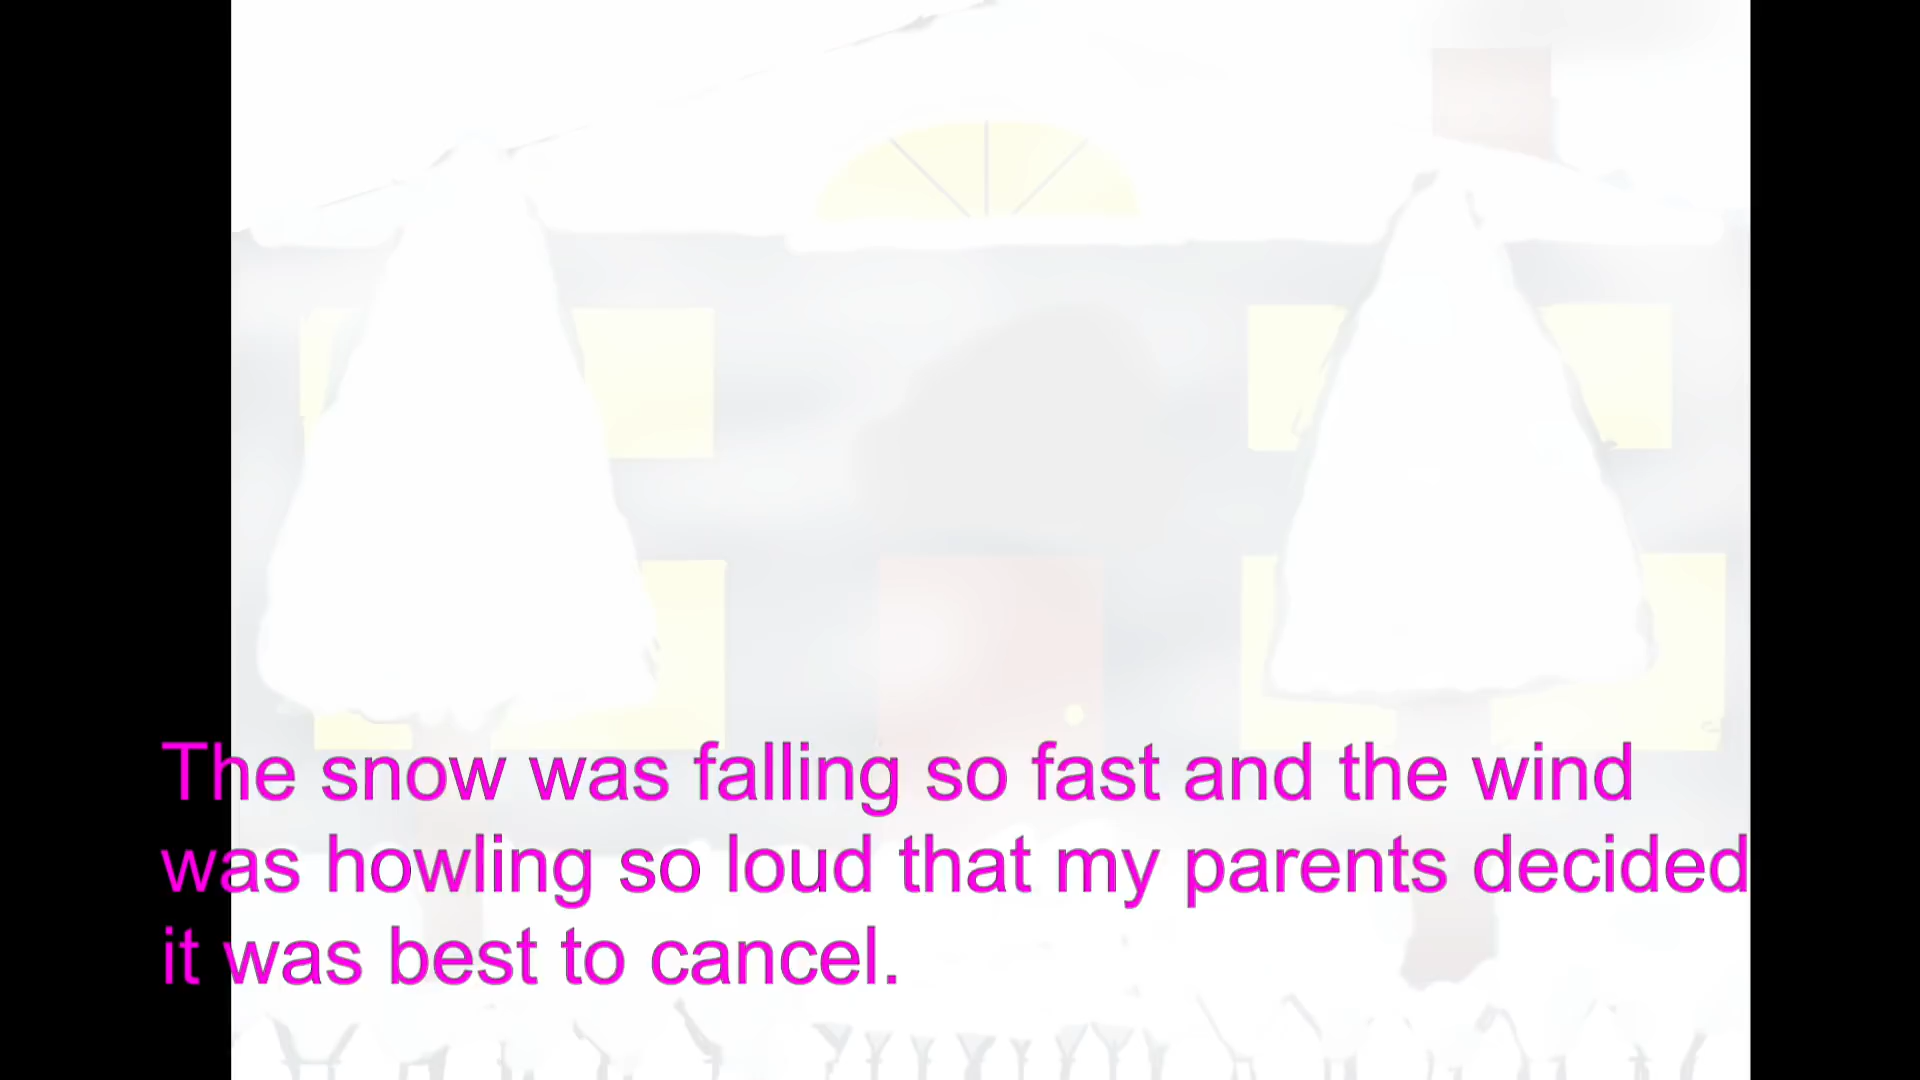 The snow was falling so fast and the wind
was howling so loud that my parents decided
it was best to cancel.